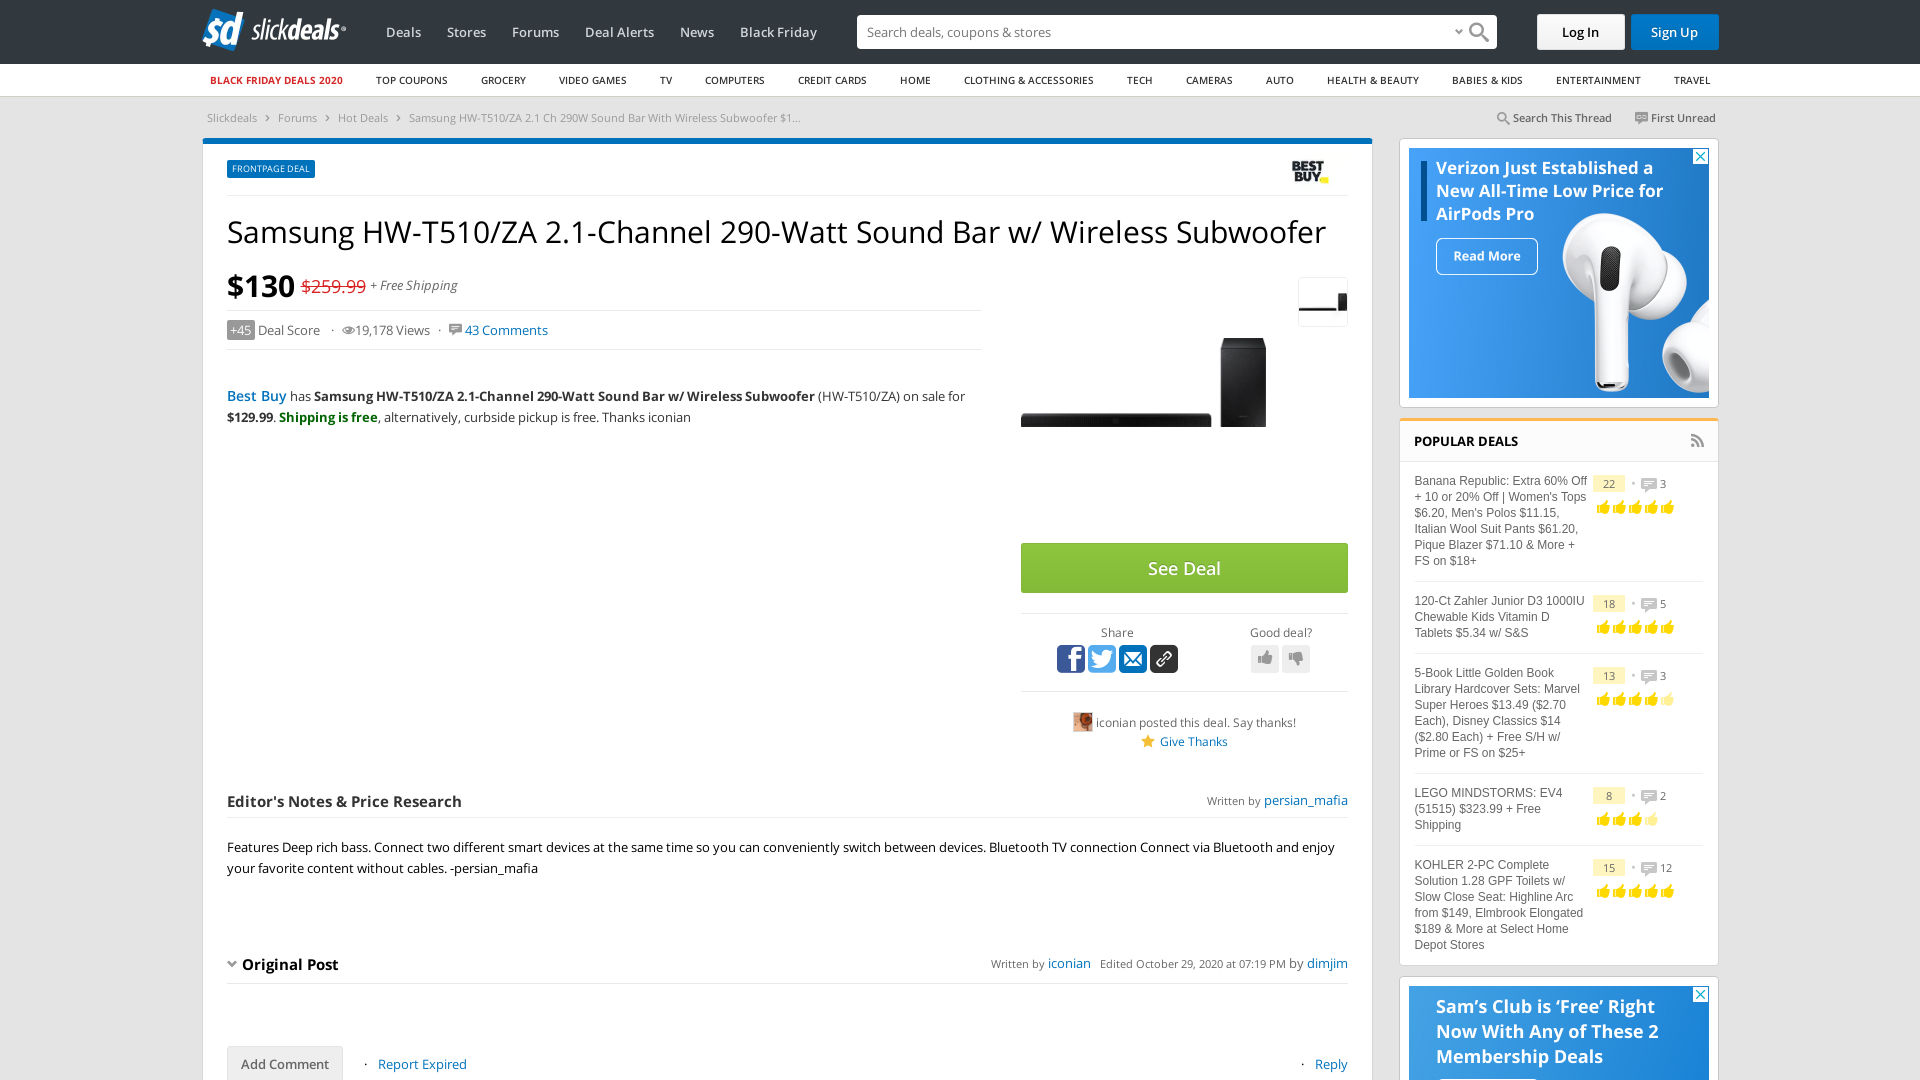 sd slickdeals
Deals Stores Forums Deal Alerts News Black Friday
Search deals, coupons & shops
Log In Sign Up
BLACK FRIDAY DEALS 2020 TOP COUPONS GROCERY VIDEO GAMES TV COMPUTERS CREDIT CARDS HOME CLOTHING & ACCESSORIES TECH CAMERAS AUTO HEALTH & BEAUTY BABIES & KIDS ENTERTAINMENT TRAVEL
Slickdeals › Forums › Hot Deals › Samsung HW-T510/ZA 2.1 Ch 290W Sound Bar With Wireless Subwoofer $1...
Search This Thread First Unread
FRONTPAGE DEAL
BEST
BUY
Samsung HW-T510/ZA 2.1-Channel 290-Watt Sound Bar w/ Wireless Subwoofer
$130 $259.99 + Free Shipping
+45 Deal Score · 19,178 Views · 43 Comments
Best Buy has Samsung HW-T510/ZA 2.1-Channel 290-Watt Sound Bar w/ Wireless Subwoofer (HW-T510/ZA) on sale for
$129.99. Shipping is free, alternatively, curbside pickup is free. Thanks iconian
See Deal
Share Good deal?
iconian posted this deal. Say thanks!
Give Thanks
Editor's Notes & Price Research
Written by persian_mafia
Features Deep rich bass. Connect two different smart devices at the same time so you can conveniently switch between devices. Bluetooth TV connection Connect via Bluetooth and enjoy
your favorite content without cables. -persian_mafia
Original Post
Written by iconian Edited October 29, 2020 at 07:19 PM by dimjim
Add Comment · Report Expired
· Reply
Verizon Just Established a
New All-Time Low Price for
AirPods Pro
Read More
POPULAR DEALS
Banana Republic: Extra 60% Off
+ 10 or 20% Off | Women's Tops
$6.20, Men's Polos $11.15,
Italian Wool Suit Pants $61.20,
Pique Blazer $71.10 & More +
FS on $18+
22 • 3
120-Ct Zahler Junior D3 1000IU
Chewable Kids Vitamin D
Tablets $5.34 w/ S&S
18 • 5
5-Book Little Golden Book
Library Hardcover Sets: Marvel
Super Heroes $13.49 ($2.70
Each), Disney Classics $14
($2.80 Each) + Free S/H w/
Prime or FS on $25+
13 • 3
LEGO MINDSTORMS: EV4
(51515) $323.99 + Free
Shipping
8 • 2
KOHLER 2-PC Complete
Solution 1.28 GPF Toilets w/
Slow Close Seat: Highline Arc
from $149, Elmbrook Elongated
$189 & More at Select Home
Depot Stores
15 • 12
Sam's Club is 'Free' Right
Now With Any of These 2
Membership Deals